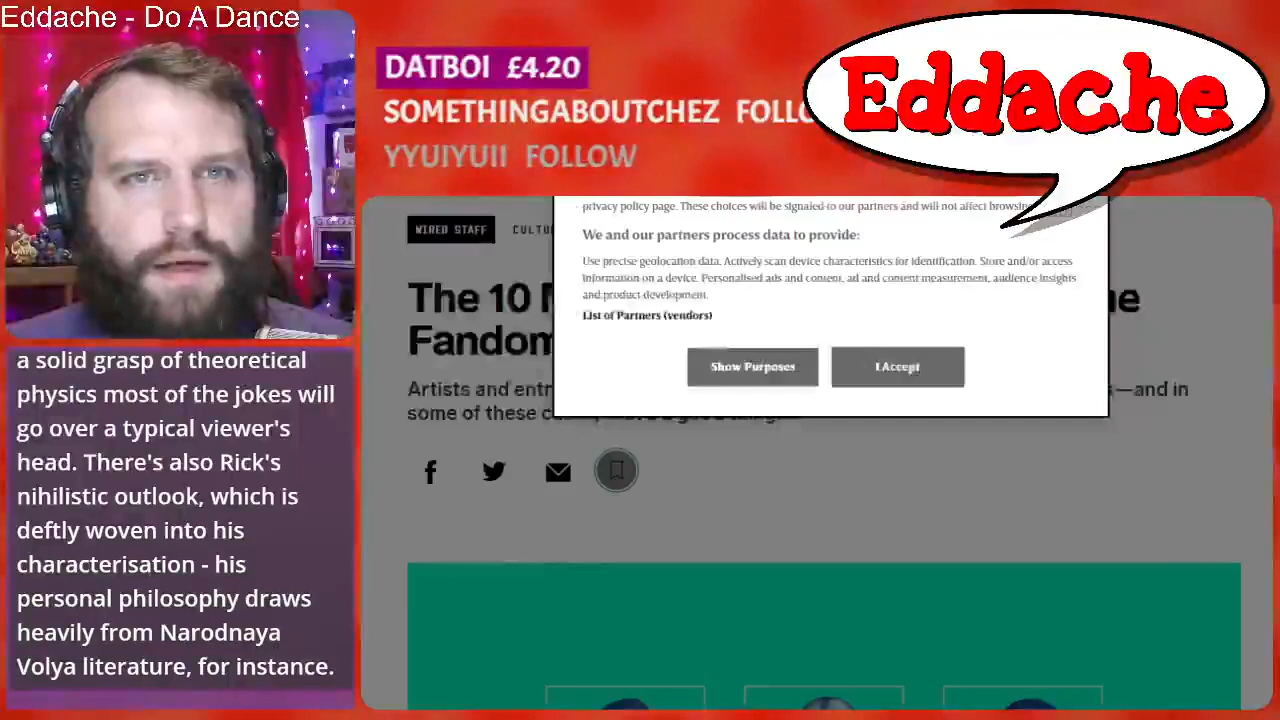 Eddache - Do A Dance
DATBOI £4.20
SOMETHINGABOUTCHEZ
YYUIYUII FOLLOW
Eddache
a solid grasp of theoretical
physics most of the jokes will
go over a typical viewer's
head. There's also Rick's
nihilistic outlook, which is
deftly woven into his
characterisation - his
personal philosophy draws
heavily from Narodnaya
Volya literature, for instance.
privacy policy page. These choices will be signaled to our partners and will not affect
We and our partners process data to provide:
Use precise geolocation data. Actively scan device characteristics for identification. Store and/or access
information on a device. Personalised ads and content, ad and content measurement, audience insights
and product development.
List of Partners (vendors)
Show Purposes
I Accept
WIRED STAFF
The 10
Fandom
Artists and
—and in
some of these